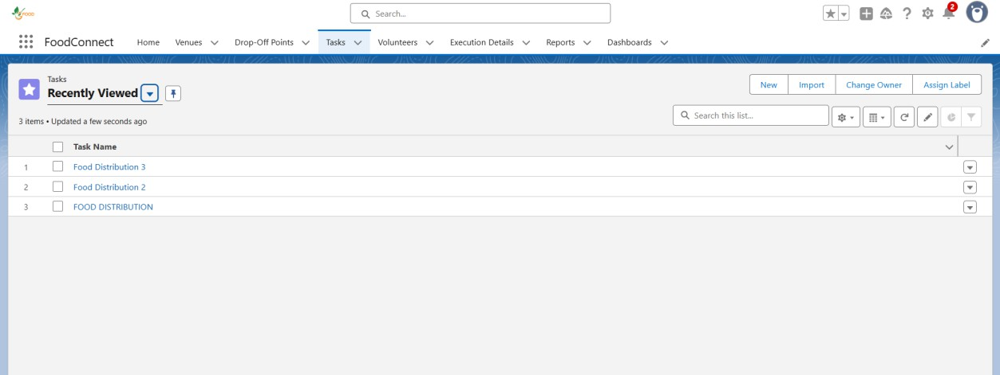 FOOD
Search...
2
FoodConnect Home Venues Drop-Off Points Tasks Volunteers Execution Details Reports Dashboards
Tasks
Recently Viewed
New Import Change Owner Assign Label
3 items • Updated a few seconds ago
Search this list...
Task Name
1 Food Distribution 3
2 Food Distribution 2
3 FOOD DISTRIBUTION